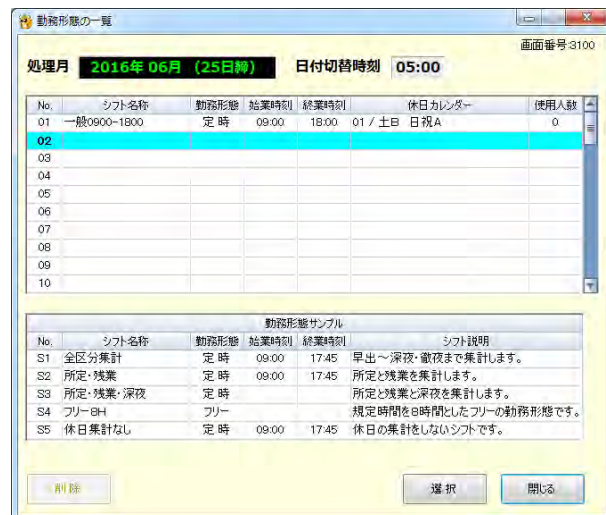 勤務形態の一覧
画面番号:3100
処理月 2016年 06月 (25日締) 日付切替時刻 05:00
No. シフト名称 勤務形態 始業時刻 終業時刻 休日カレンダー 使用人数
01 一般0900-1800 定 時 09:00 18:00 01 / 土B 日祝A 0
02
03
04
05
06
07
08
09
10
勤務形態サンプル
No. シフト名称 勤務形態 始業時刻 終業時刻 シフト説明
S1 全区分集計 定 時 09:00 17:45 早出～深夜・徹夜まで集計します。
S2 所定・残業 定 時 09:00 17:45 所定と残業を集計します。
S3 所定・残業・深夜 定 時 所定と残業と深夜を集計します。
S4 フリー8H フリー 規定時間を8時間としたフリーの勤務形態です。
S5 休日集計なし 定 時 09:00 17:45 休日の集計をしないシフトです。
削 除 選 択 閉じる